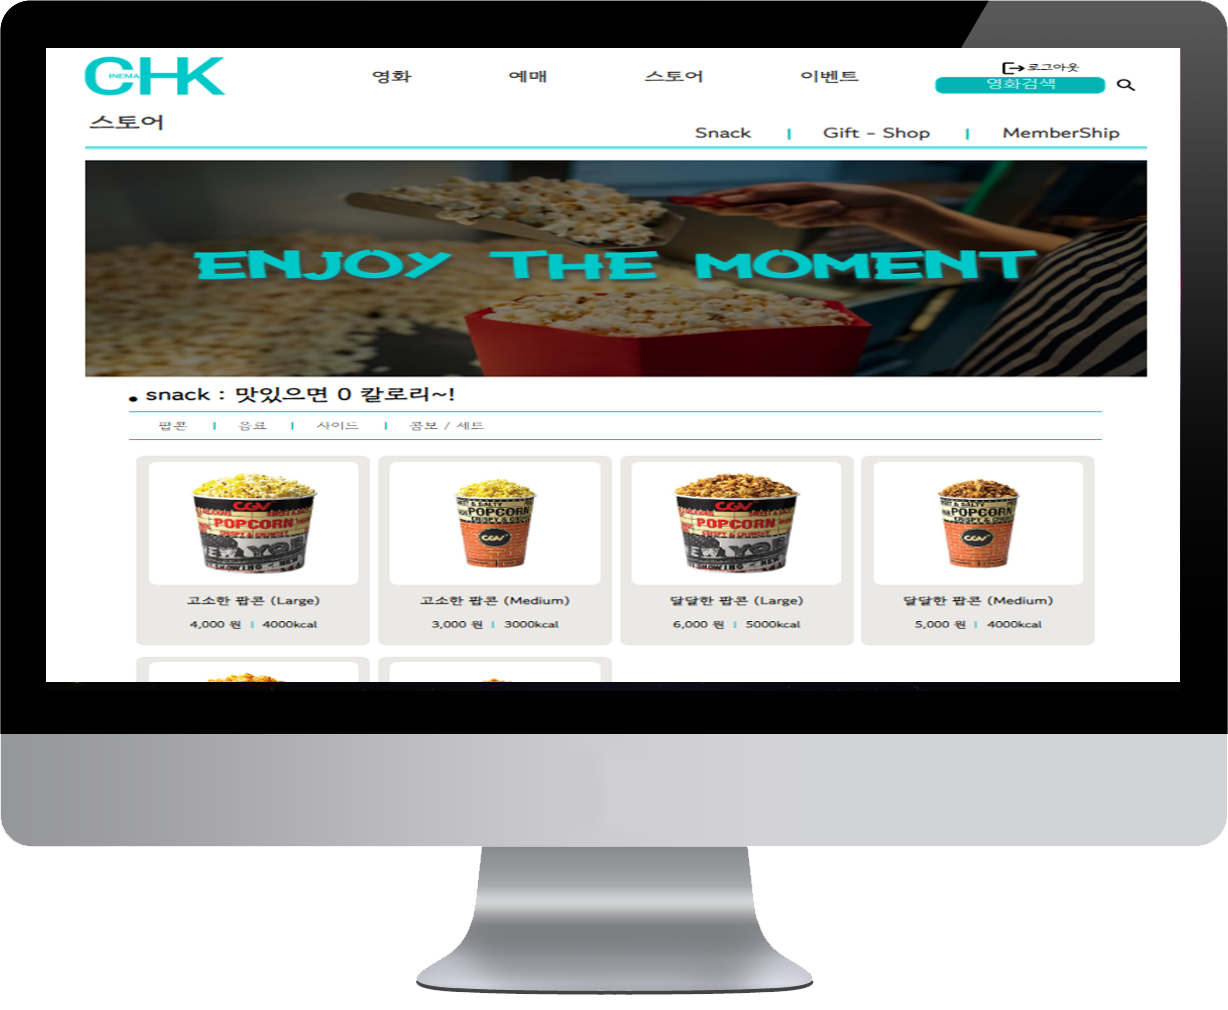 CHK
INEMA
영화 예매 스토어 이벤트
로그아웃
영화검색
스토어
Snack | Gift - Shop | MemberShip
ENJOY THE MOMENT
• snack : 맛있으면 0 칼로리~!
팝콘 | 음료 | 사이드 | 콤보 / 세트
CGV
POPCORN
& SALTY
POPCORN
CGV
CGV
POPCORN
& SALTY
POPCORN
CGV
고소한 팝콘 (Large) 고소한 팝콘 (Medium) 달달한 팝콘 (Large) 달달한 팝콘 (Medium)
4,000 원 | 4000kcal 3,000 원 | 3000kcal 6,000 원 | 5000kcal 5,000 원 | 4000kcal